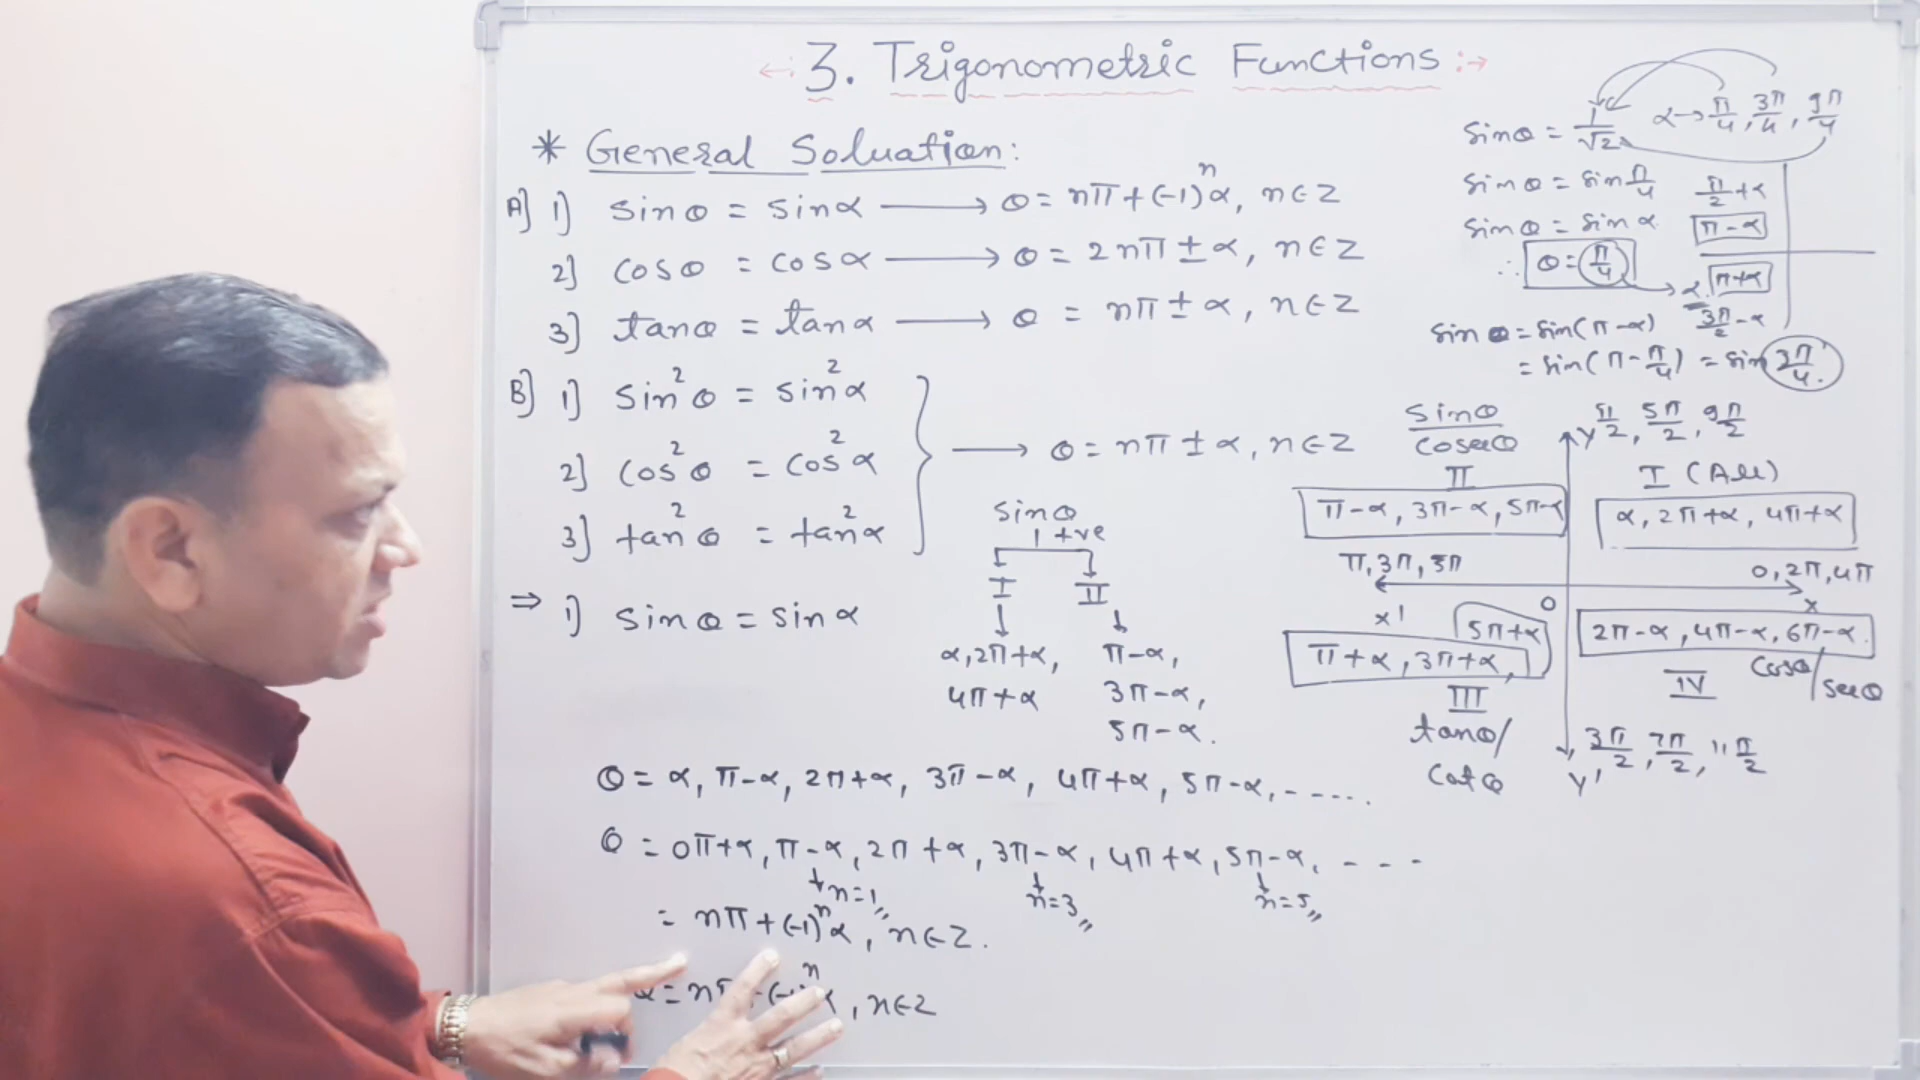 3. Trigonometric Functions :→
* General Soluation:
A] 1) sinθ = sinα ⟶ θ = nπ + (-1)ⁿα, n∈Z
2] cosθ = cosα ⟶ θ = 2nπ ± α, n∈Z
3] tanθ = tanα ⟶ θ = nπ ± α, n∈Z
B] 1) sin²θ = sin²α
2] cos²θ = cos²α
3] tan²θ = tan²α
⟶ θ = nπ ± α, n∈Z
⇒ 1) sinθ = sinα
sinθ
+ve
I II
α, 2π+α, π-α,
4π+α 3π-α,
5π-α.
θ = α, π-α, 2π+α, 3π-α, 4π+α, 5π-α, -----.
θ = 0π+α, π-α, 2π+α, 3π-α, 4π+α, 5π-α, - - -
n=1,, n=3,, n=5,,
= nπ+(-1)ⁿα, n∈Z.
n∈Z
sinθ = 1/√2 α→ π/4, 3π/4, 9π/4
sinθ = sin π/4
sinθ = sinα
∴ θ = π/4 → α
π/2+α
π-α
π+α
3π/2-α
sinθ = sin(π-α)
= sin(π-π/4) = sin 3π/4.
sinθ
cosecθ
II
π-α, 3π-α, 5π-α
π, 3π, 5π
Y π/2, 5π/2, 9π/2
I (All)
α, 2π+α, 4π+α
0, 2π, 4π
X' O X
5π+α
π+α, 3π+α,
III
tanθ/
cotθ
2π-α, 4π-α, 6π-α.
IV
cosθ/
secθ
Y' 3π/2, 7π/2, 11π/2